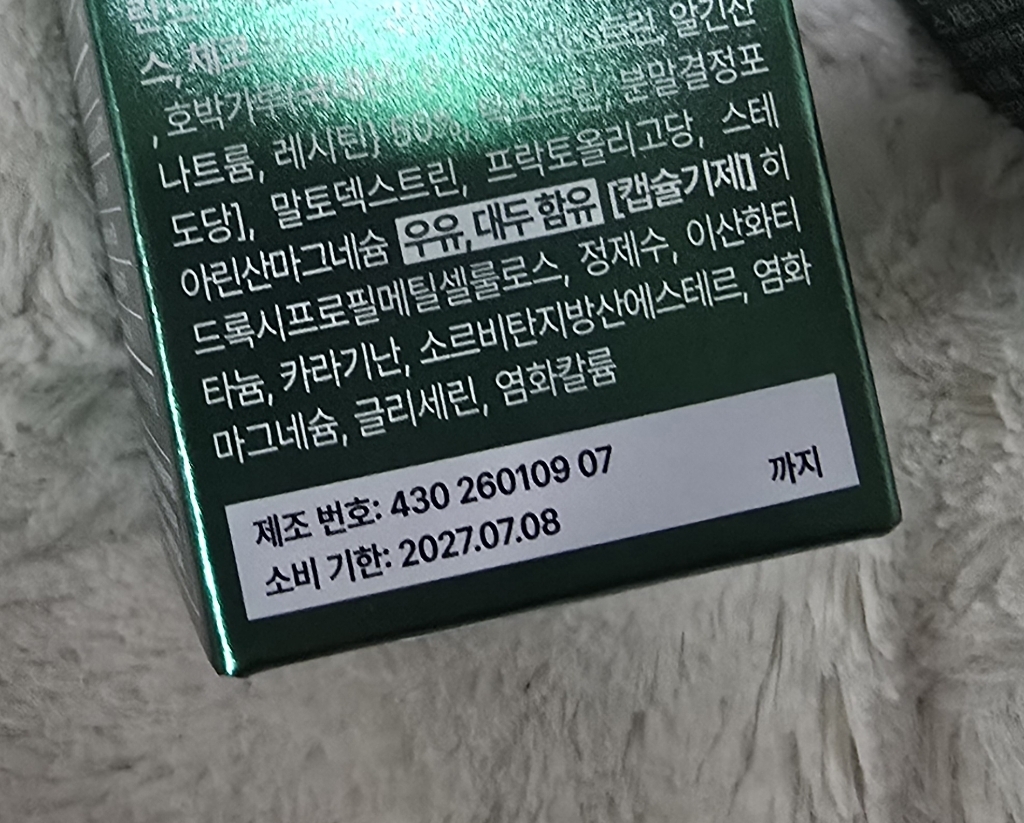 스, 체코
, 호박가루 알긴산
나트륨, 레시틴} 50%, 분말결정포
도당], 말토덱스트린, 프락토올리고당, 스테
아린산마그네슘 우유, 대두 함유 [캡슐기제] 히
드록시프로필메틸셀룰로스, 정제수, 이산화티
타늄, 카라기난, 소르비탄지방산에스테르, 염화
마그네슘, 글리세린, 염화칼륨
제조 번호: 430 260109 07
소비 기한: 2027.07.08 까지